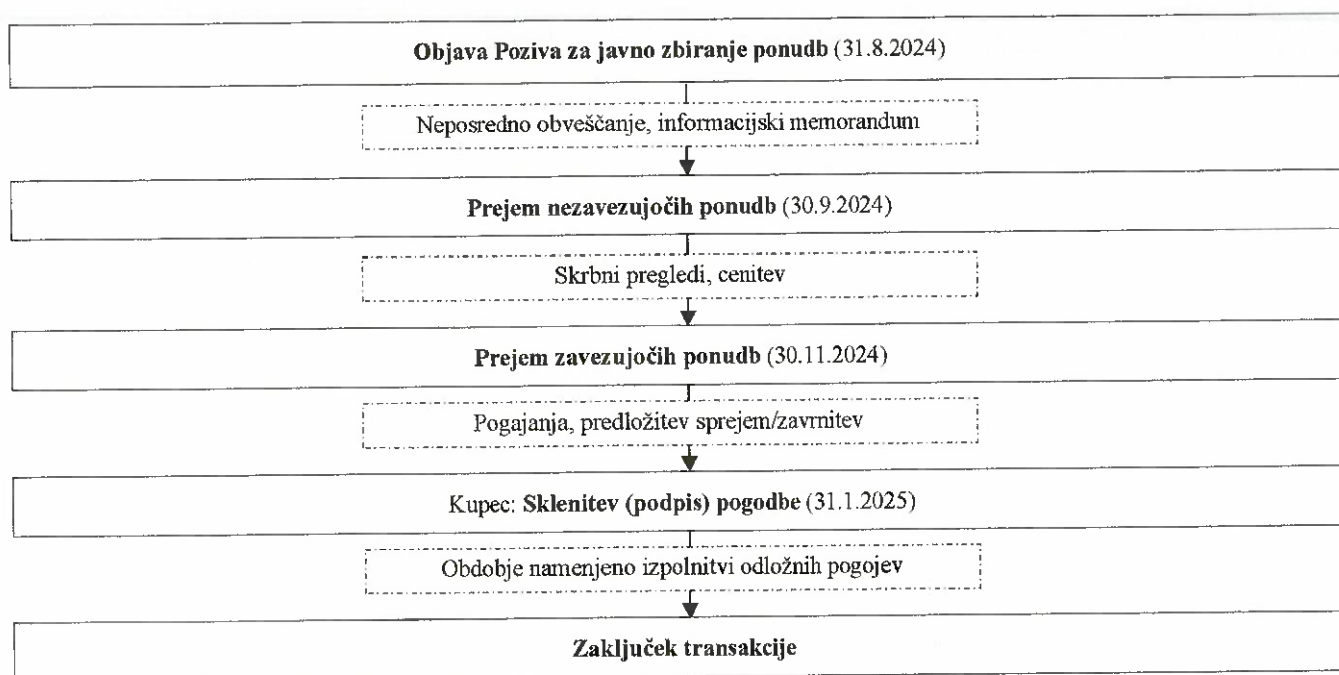 Objava Poziva za javno zbiranje ponudb (31.8.2024)
Neposredno obveščanje, informacijski memorandum
Prejem nezavezujočih ponudb (30.9.2024)
Skrbni pregledi, cenitev
Prejem zavezujočih ponudb (30.11.2024)
Pogajanja, predložitev sprejem/zavrnitev
Kupec: Sklenitev (podpis) pogodbe (31.1.2025)
Obdobje namenjeno izpolnitvi odložnih pogojev
Zaključek transakcije